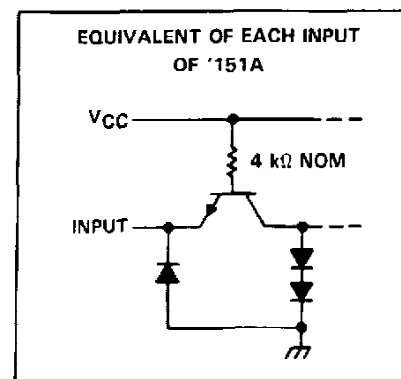 EQUIVALENT OF EACH INPUT
OF '151A
VCC
4 kΩ NOM
INPUT